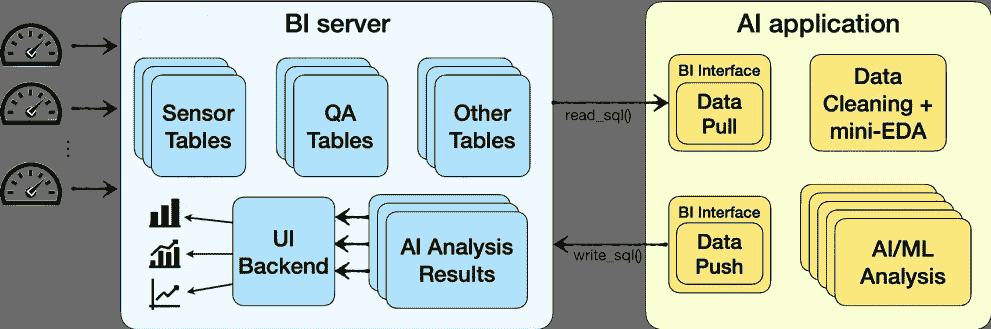 BI server
Sensor
Tables
QA
Tables
Other
Tables
UI
Backend
AI Analysis
Results
read_sql()
write_sql()
AI application
BI Interface
Data
Pull
Data
Cleaning +
mini-EDA
BI Interface
Data
Push
AI/ML
Analysis